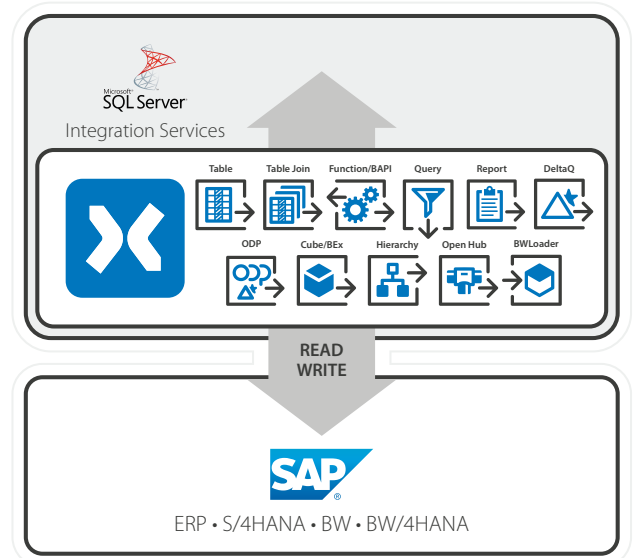 Microsoft®
SQL Server®
Integration Services
Table Table Join Function/BAPI Query Report DeltaQ
ODP Cube/BEx Hierarchy Open Hub BWLoader
ODP
READ
WRITE
SAP®
ERP • S/4HANA • BW • BW/4HANA